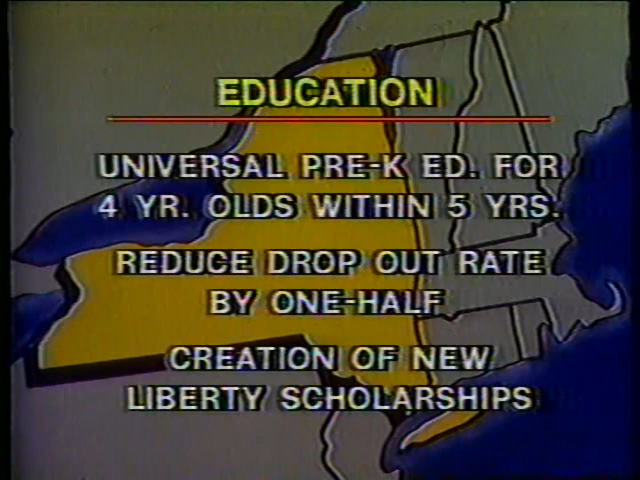 EDUCATION
UNIVERSAL PRE-K ED. FOR
4 YR. OLDS WITHIN 5 YRS.
REDUCE DROP OUT RATE
BY ONE-HALF
CREATION OF NEW
LIBERTY SCHOLARSHIPS